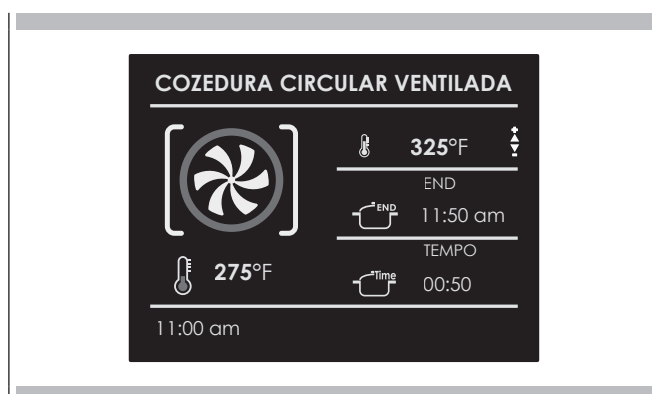 COZEDURA CIRCULAR VENTILADA
325°F
END
END 11:50 am
TEMPO
275°F
Time 00:50
11:00 am